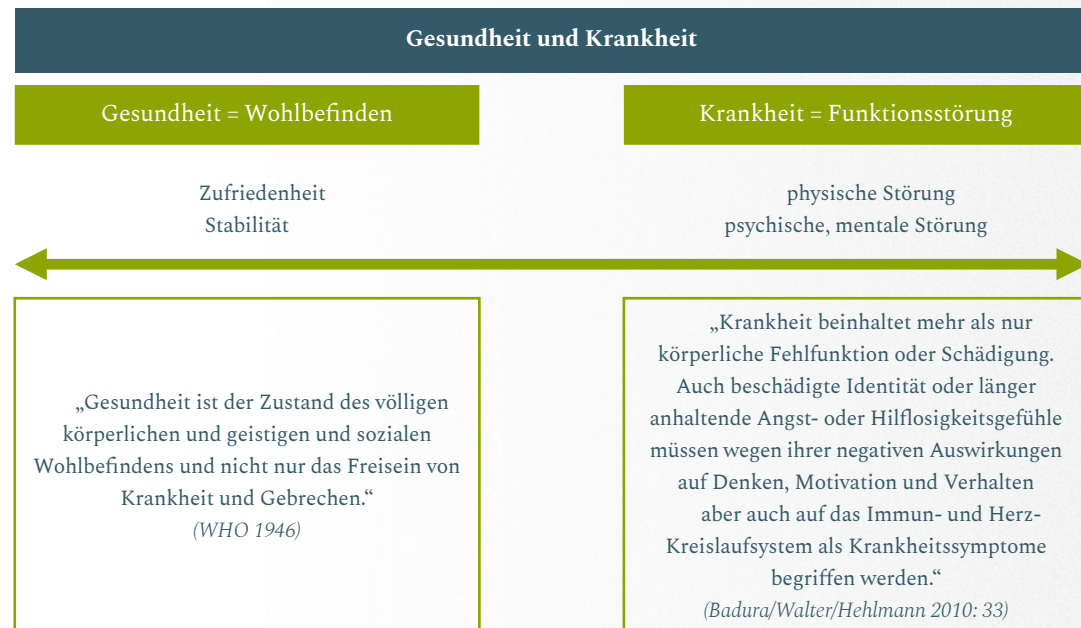 Gesundheit und Krankheit
Gesundheit = Wohlbefinden
Zufriedenheit
Stabilität
„Gesundheit ist der Zustand des völligen
körperlichen und geistigen und sozialen
Wohlbefindens und nicht nur das Freisein von
Krankheit und Gebrechen.“
(WHO 1946)
Krankheit = Funktionsstörung
physische Störung
psychische, mentale Störung
„Krankheit beinhaltet mehr als nur
körperliche Fehlfunktion oder Schädigung.
Auch beschädigte Identität oder länger
anhaltende Angst- oder Hilflosigkeitsgefühle
müssen wegen ihrer negativen Auswirkungen
auf Denken, Motivation und Verhalten
aber auch auf das Immun- und Herz-
Kreislaufsystem als Krankheitssymptome
begriffen werden.“
(Badura/Walter/Hehlmann 2010: 33)